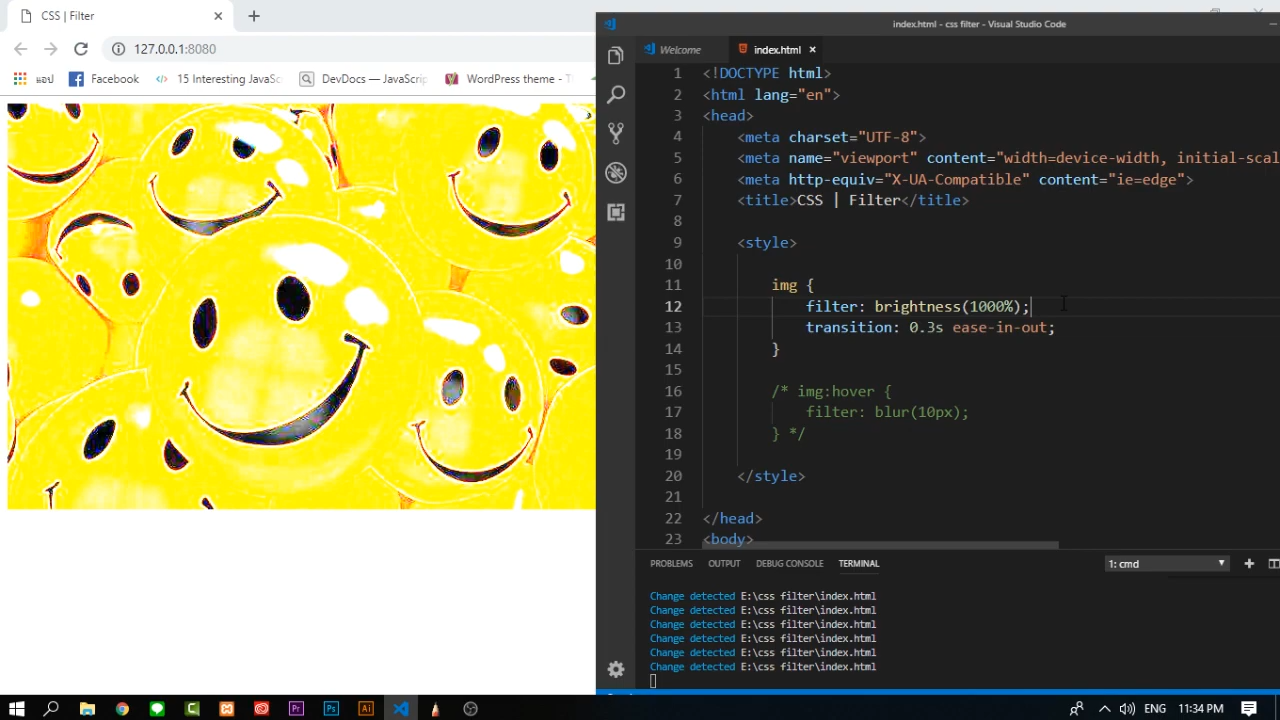 CSS | Filter
127.0.0.1:8080
แอป
Facebook
15 Interesting JavaSc
DevDocs — JavaScrip
WordPress theme - T
index.html - css filter - Visual Studio Code
Welcome
index.html
1 <!DOCTYPE html>
2 <html lang="en">
3 <head>
4 <meta charset="UTF-8">
5 <meta name="viewport" content="width=device-width, initial-scal
6 <meta http-equiv="X-UA-Compatible" content="ie=edge">
7 <title>CSS | Filter</title>
8
9 <style>
10
11 img {
12 filter: brightness(1000%);
13 transition: 0.3s ease-in-out;
14 }
15
16 /* img:hover {
17 filter: blur(10px);
18 } */
19
20 </style>
21
22 </head>
23 <body>
PROBLEMS OUTPUT DEBUG CONSOLE TERMINAL
1: cmd
Change detected E:\css filter\index.html
Change detected E:\css filter\index.html
Change detected E:\css filter\index.html
Change detected E:\css filter\index.html
Change detected E:\css filter\index.html
Change detected E:\css filter\index.html
Pr
Ps
Ai
ENG
11:34 PM